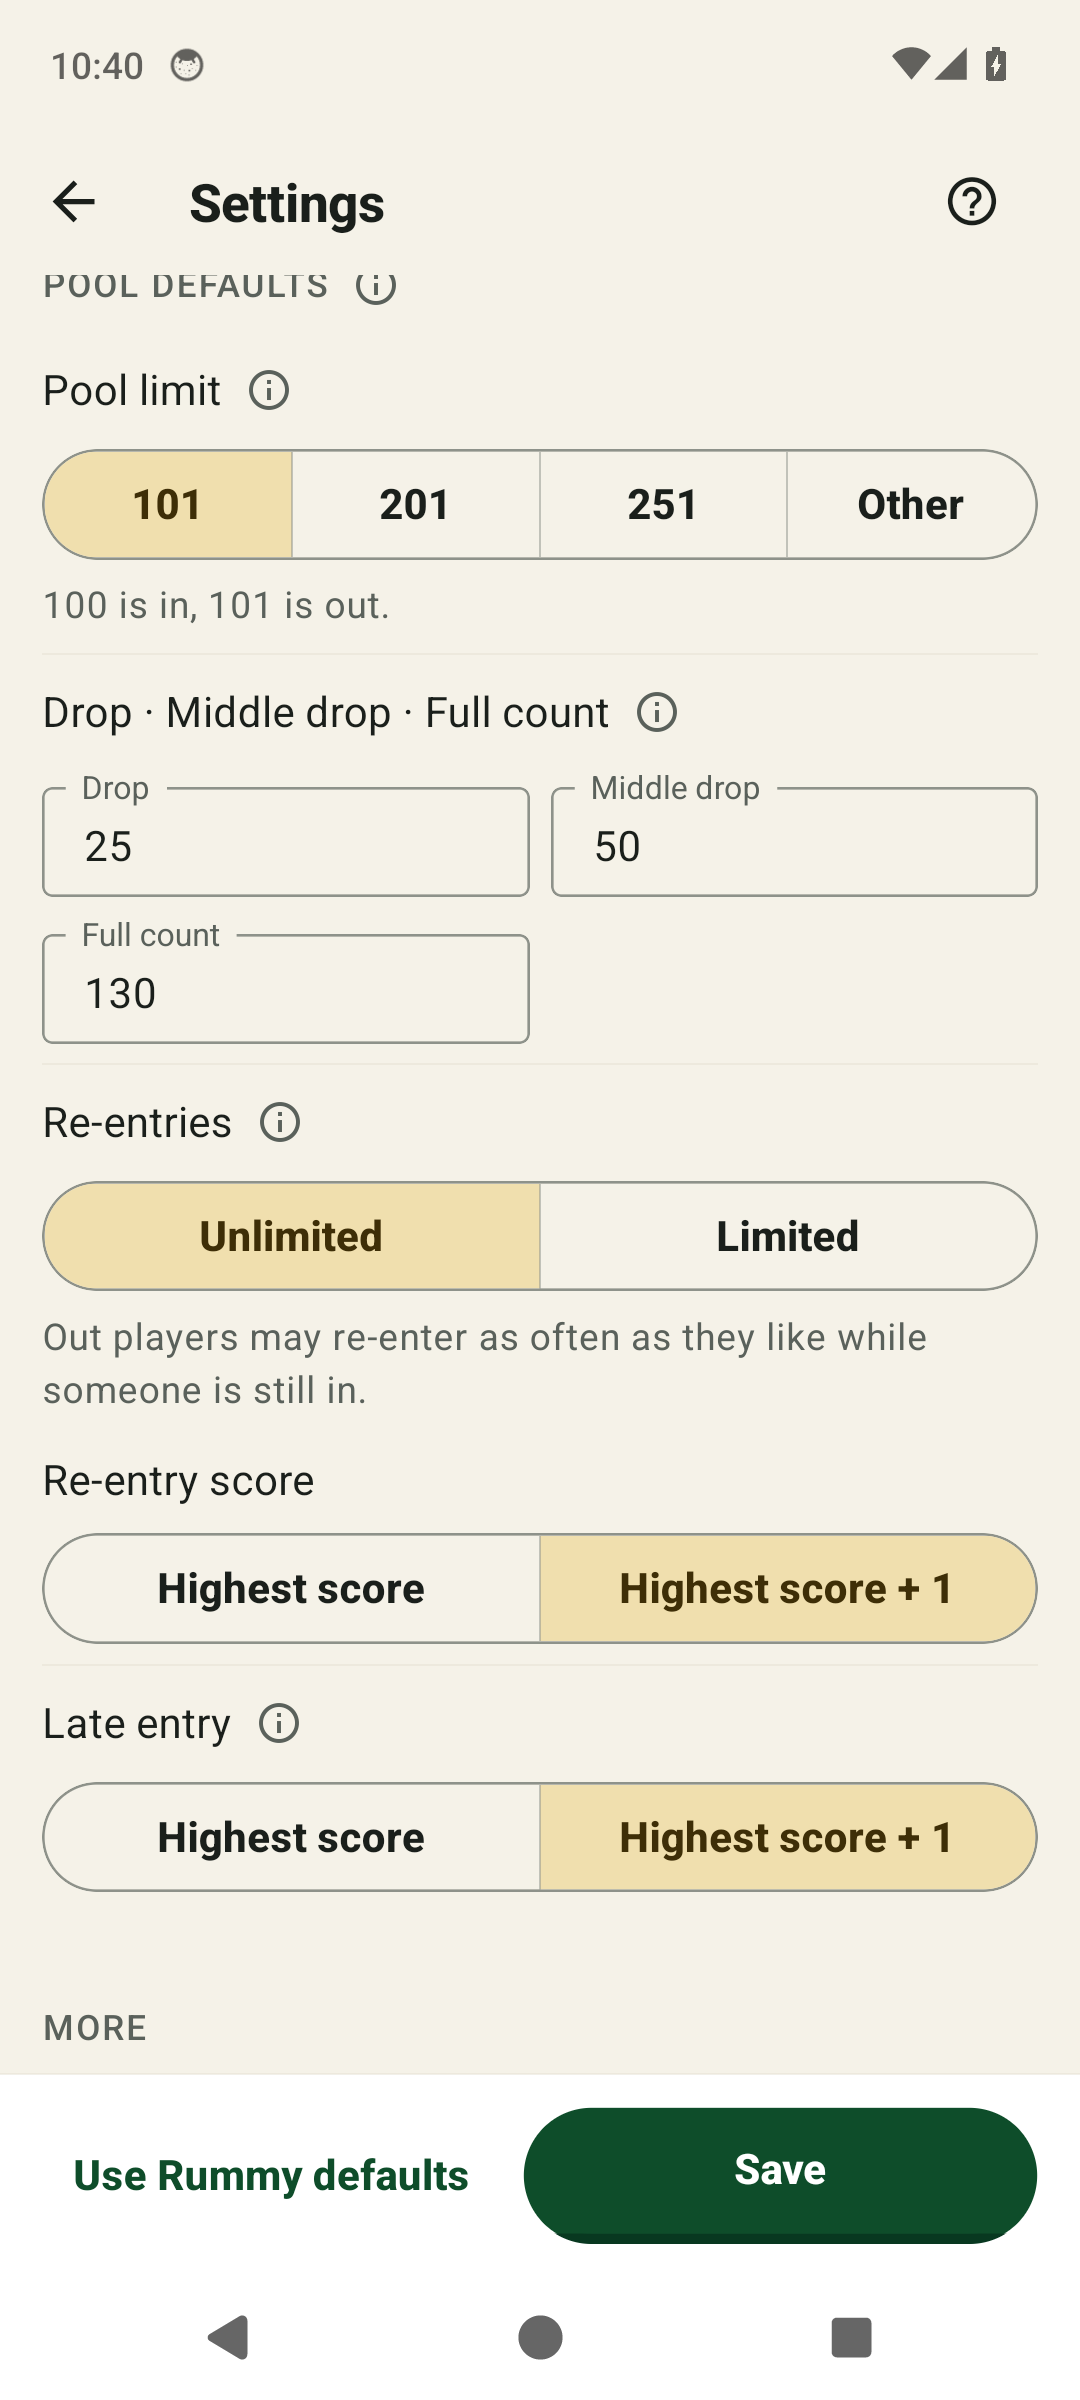 10:40
Settings
POOL DEFAULTS
Pool limit
101 201 251 Other
100 is in, 101 is out.
Drop · Middle drop · Full count
Drop Middle drop
25 50
Full count
130
Re-entries
Unlimited Limited
Out players may re-enter as often as they like while
someone is still in.
Re-entry score
Highest score Highest score + 1
Late entry
Highest score Highest score + 1
MORE
Use Rummy defaults Save